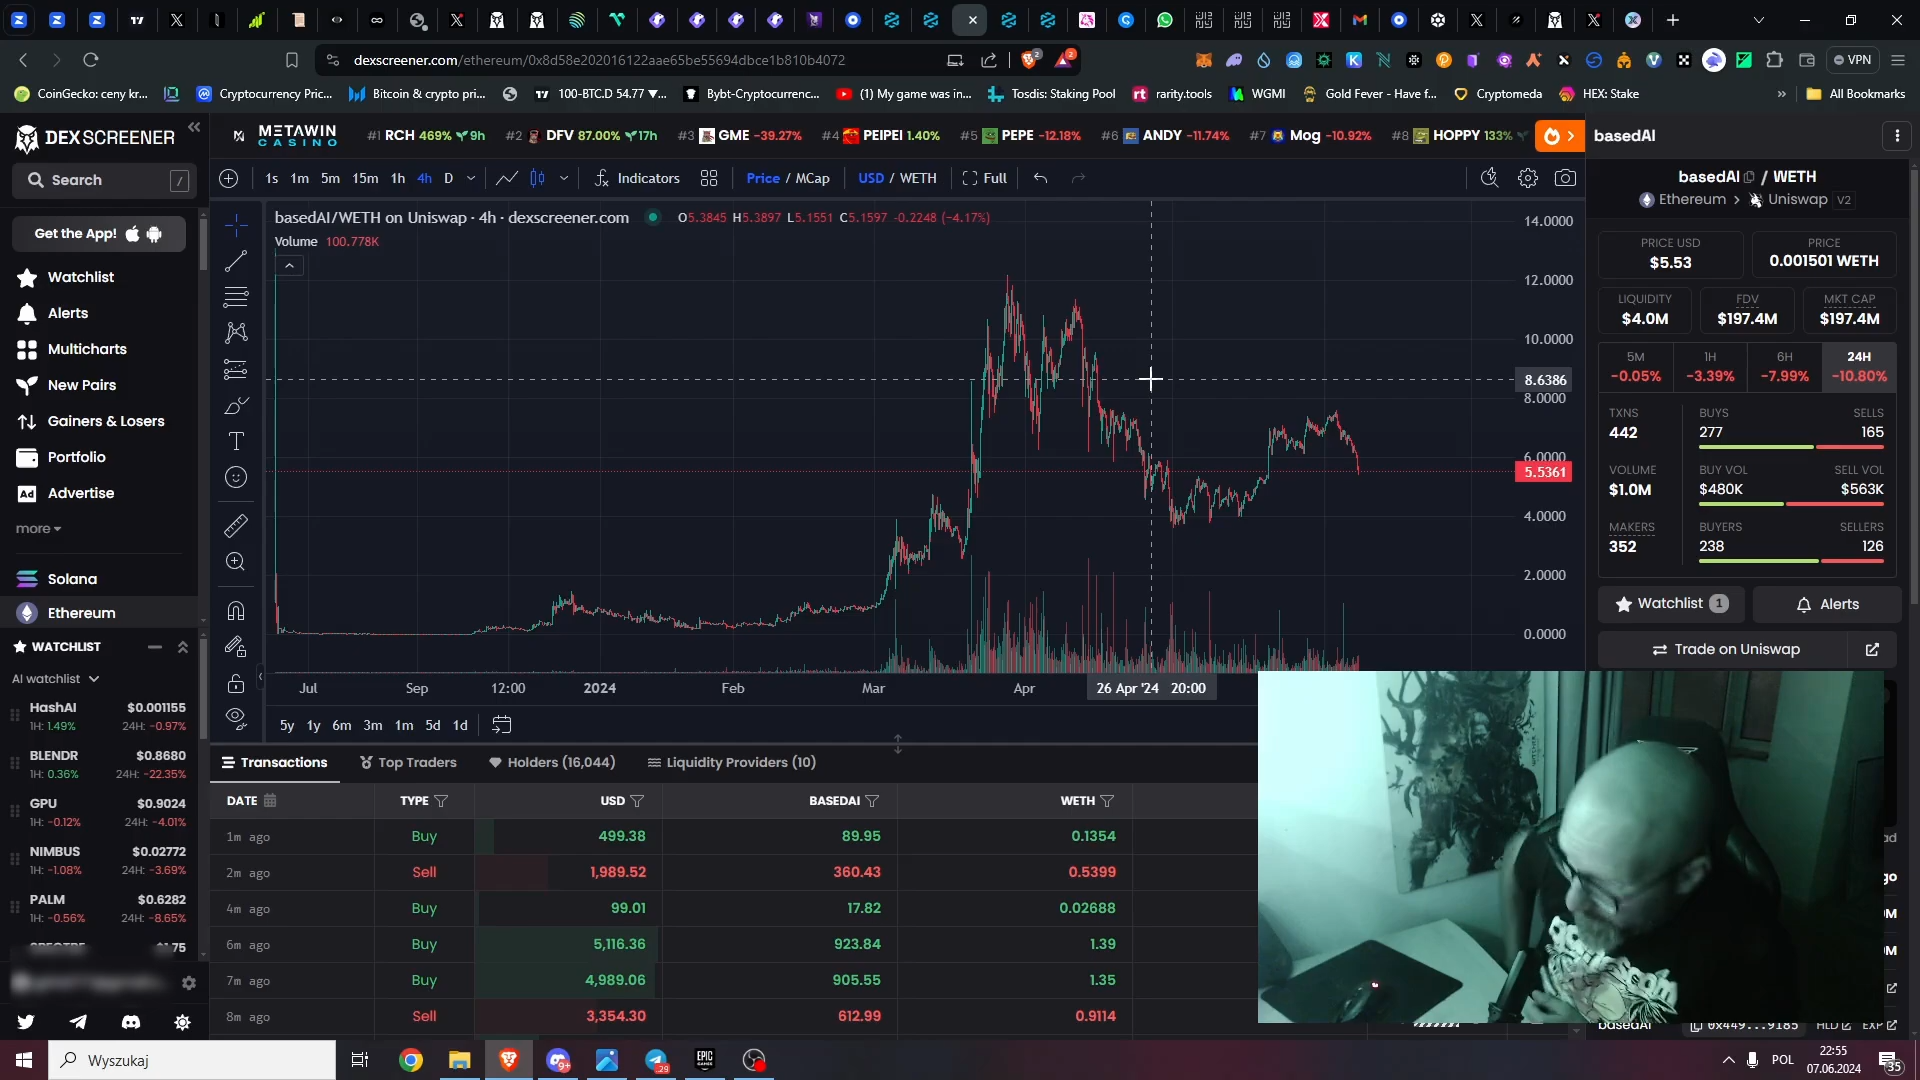 dexscreener.com/ethereum/0x8d58e202016122aae65be55694dbce1b810b4072
2
2
VPN
CoinGecko: ceny kr...
Cryptocurrency Pric...
Bitcoin & crypto pri...
100-BTC.D 54.77 ▼...
Bybt-Cryptocurrenc...
(1) My game was in...
Tosdis: Staking Pool
rarity.tools
WGMI
Gold Fever - Have f...
Cryptomeda
HEX: Stake
»
All Bookmarks
DEXSCREENER
METAWIN
CASINO
#1 RCH 469% 9h
#2 DFV 87.00% 17h
#3 GME -39.27%
#4 PEIPEI 1.40%
#5 PEPE -12.18%
#6 ANDY -11.74%
#7 Mog -10.92%
#8 HOPPY 133%
basedAI
Search /
1s 1m 5m 15m 1h 4h D
Indicators
Price / MCap
USD / WETH
Full
Get the App!
Watchlist
Alerts
Multicharts
New Pairs
Gainers & Losers
Portfolio
Ad Advertise
more
Solana
Ethereum
WATCHLIST
AI watchlist
HashAI $0.001155
1H: 1.49% 24H: -0.97%
BLENDR $0.8680
1H: 0.36% 24H: -22.35%
GPU $0.9024
1H: -0.12% 24H: -4.01%
NIMBUS $0.02772
1H: -1.08% 24H: -3.69%
PALM $0.6282
1H: -0.56% 24H: -8.65%
basedAI/WETH on Uniswap · 4h · dexscreener.com O5.3845 H5.3897 L5.1551 C5.1597 -0.2248 (-4.17%)
Volume 100.778K
14.0000
12.0000
10.0000
8.6386
8.0000
6.0000
5.5361
4.0000
2.0000
0.0000
Jul Sep 12:00 2024 Feb Mar Apr 26 Apr '24 20:00
5y 1y 6m 3m 1m 5d 1d
Transactions
Top Traders
Holders (16,044)
Liquidity Providers (10)
DATE TYPE USD BASEDAI WETH
1m ago Buy 499.38 89.95 0.1354
2m ago Sell 1,989.52 360.43 0.5399
4m ago Buy 99.01 17.82 0.02688
6m ago Buy 5,116.36 923.84 1.39
7m ago Buy 4,989.06 905.55 1.35
8m ago Sell 3,354.30 612.99 0.9114
basedAI / WETH
Ethereum > Uniswap V2
PRICE USD
$5.53
PRICE
0.001501 WETH
LIQUIDITY
$4.0M
FDV
$197.4M
MKT CAP
$197.4M
5M
-0.05%
1H
-3.39%
6H
-7.99%
24H
-10.80%
TXNS
442
BUYS
277
SELLS
165
VOLUME
$1.0M
BUY VOL
$480K
SELL VOL
$563K
MAKERS
352
BUYERS
238
SELLERS
126
Watchlist 1
Alerts
Trade on Uniswap
basedAI 0x449...9185 HLD EXP
Wyszukaj
9+
29
EPIC
GAMES
POL
22:55
07.06.2024
35